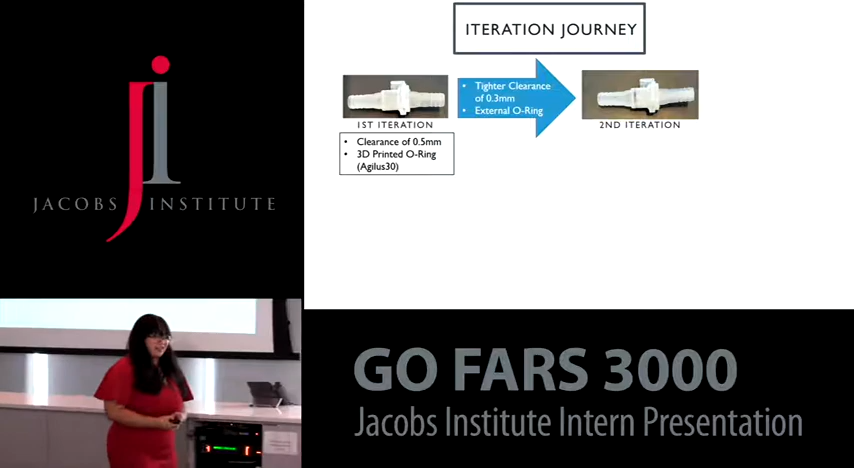 JACOBS INSTITUTE
ITERATION JOURNEY
1ST ITERATION
• Clearance of 0.5mm
• 3D Printed O-Ring
(Agilus30)
• Tighter Clearance
of 0.3mm
• External O-Ring
2ND ITERATION
GO FARS 3000
Jacobs Institute Intern Presentation